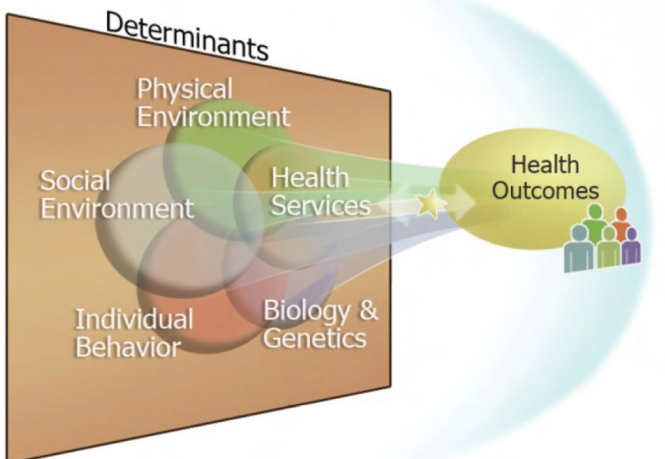 Determinants
Physical
Environment
Social
Environment
Health
Services
Individual
Behavior
Biology &
Genetics
Health
Outcomes